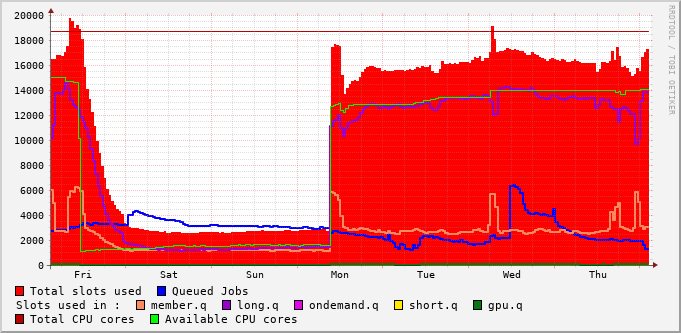 20000
18000
16000
14000
12000
10000
8000
6000
4000
2000
0
Fri Sat Sun Mon Tue Wed Thu
Total slots used Queued Jobs
Slots used in : member.q long.q ondemand.q short.q gpu.q
Total CPU cores Available CPU cores
RRDTOOL / TOBI OETIKER